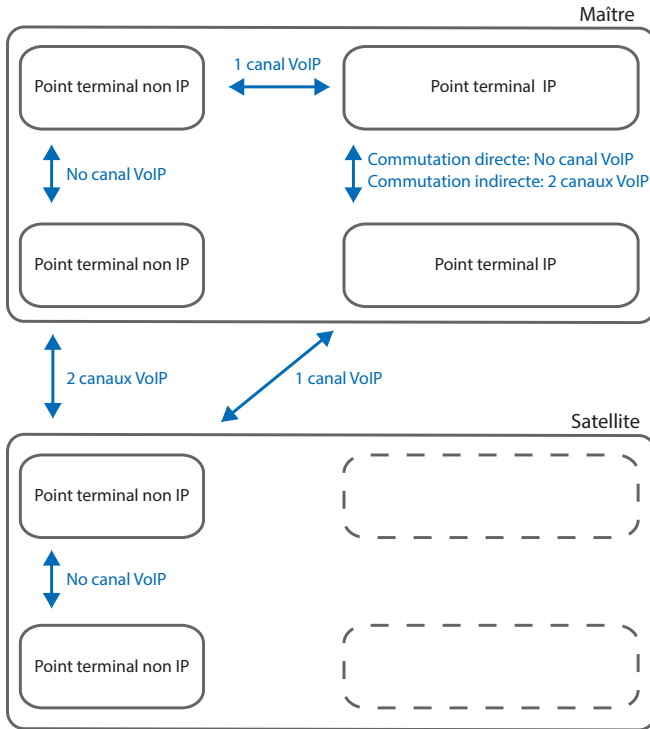 Maître
1 canal VoIP
Point terminal non IP
Point terminal IP
No canal VoIP
Commutation directe: No canal VoIP
Commutation indirecte: 2 canaux VoIP
Point terminal non IP
Point terminal IP
2 canaux VoIP
1 canal VoIP
Satellite
Point terminal non IP
No canal VoIP
Point terminal non IP